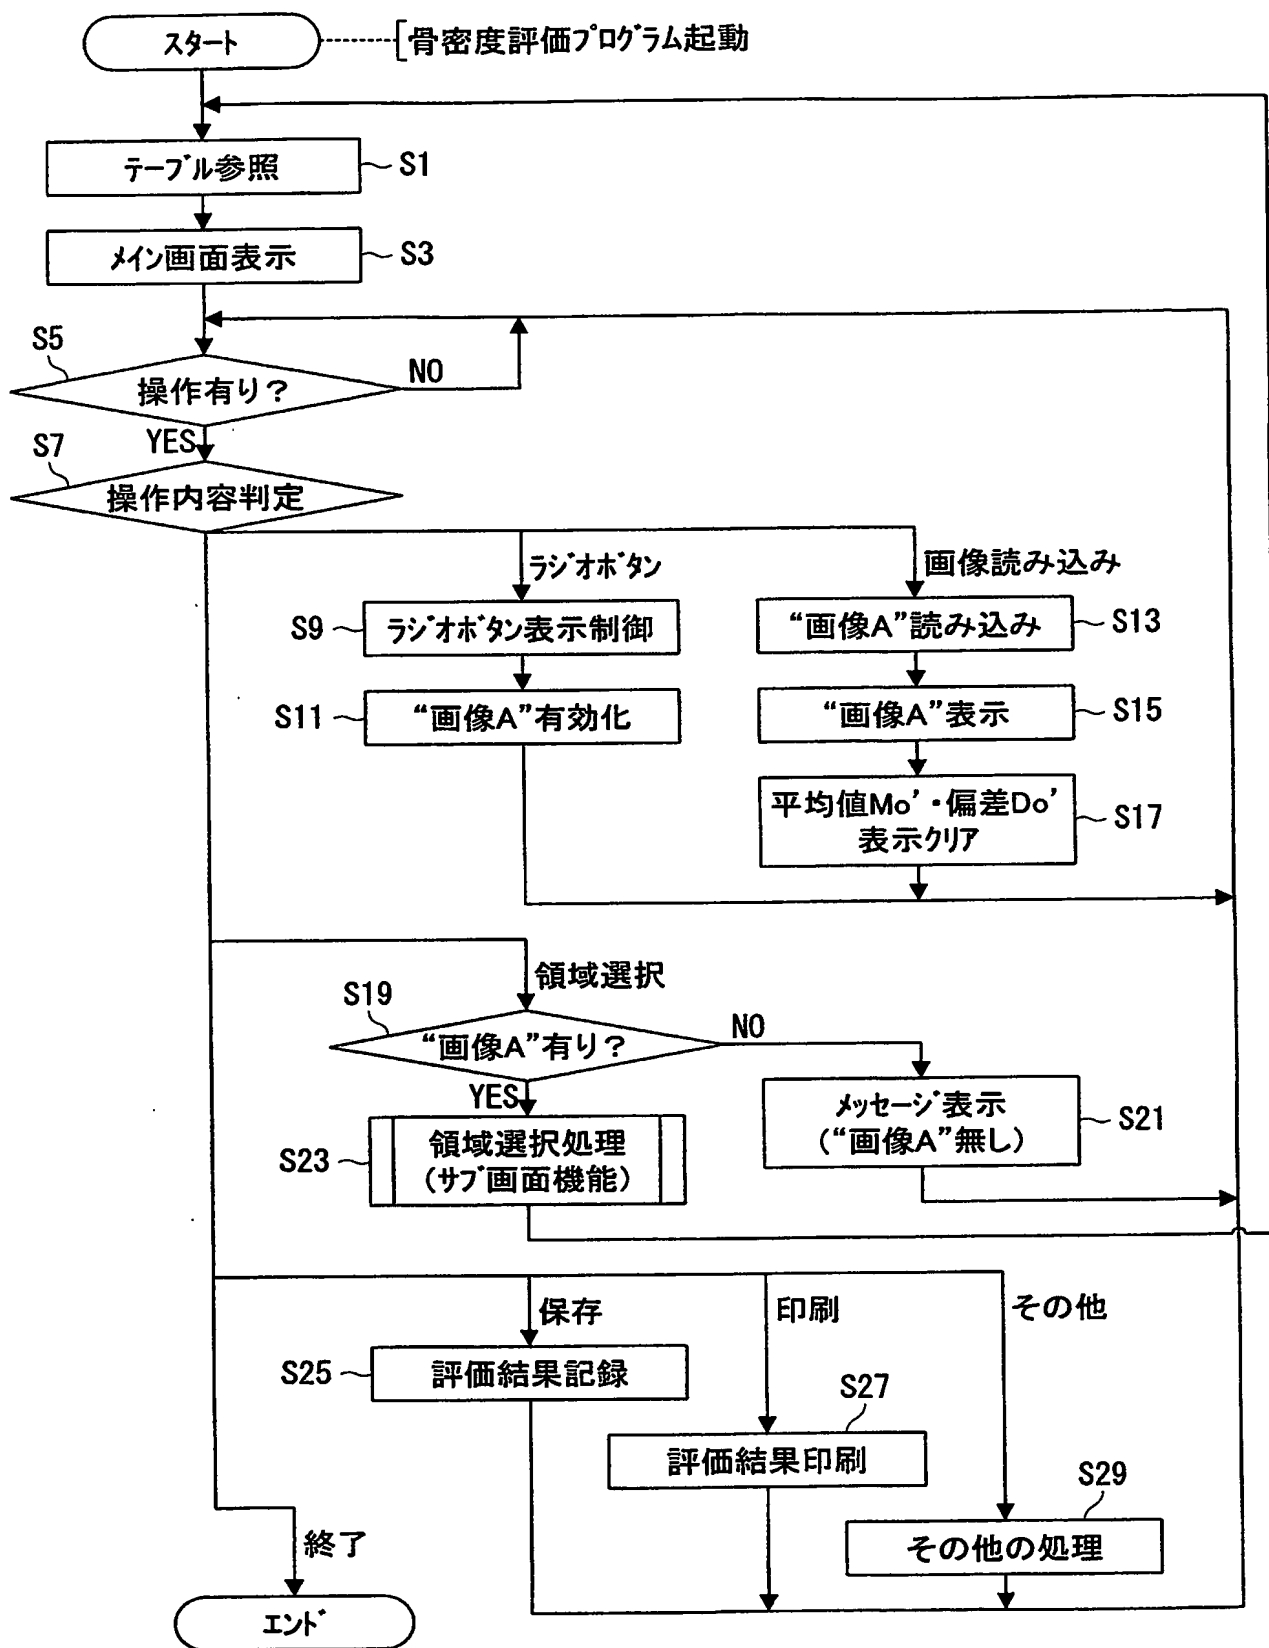 スタート
骨密度評価プログラム起動
テーブル参照
S1
メイン画面表示
S3
S5
操作有り?
NO
YES
S7
操作内容判定
ラジオボタン
画像読み込み
S9
ラジオボタン表示制御
“画像A”読み込み
S13
S11
“画像A”有効化
“画像A”表示
S15
平均値Mo'・偏差Do'
表示クリア
S17
領域選択
S19
“画像A”有り?
NO
YES
メッセージ表示
(“画像A”無し)
S21
S23
領域選択処理
(サブ画面機能)
保存
印刷
その他
S25
評価結果記録
S27
評価結果印刷
S29
その他の処理
終了
エンド